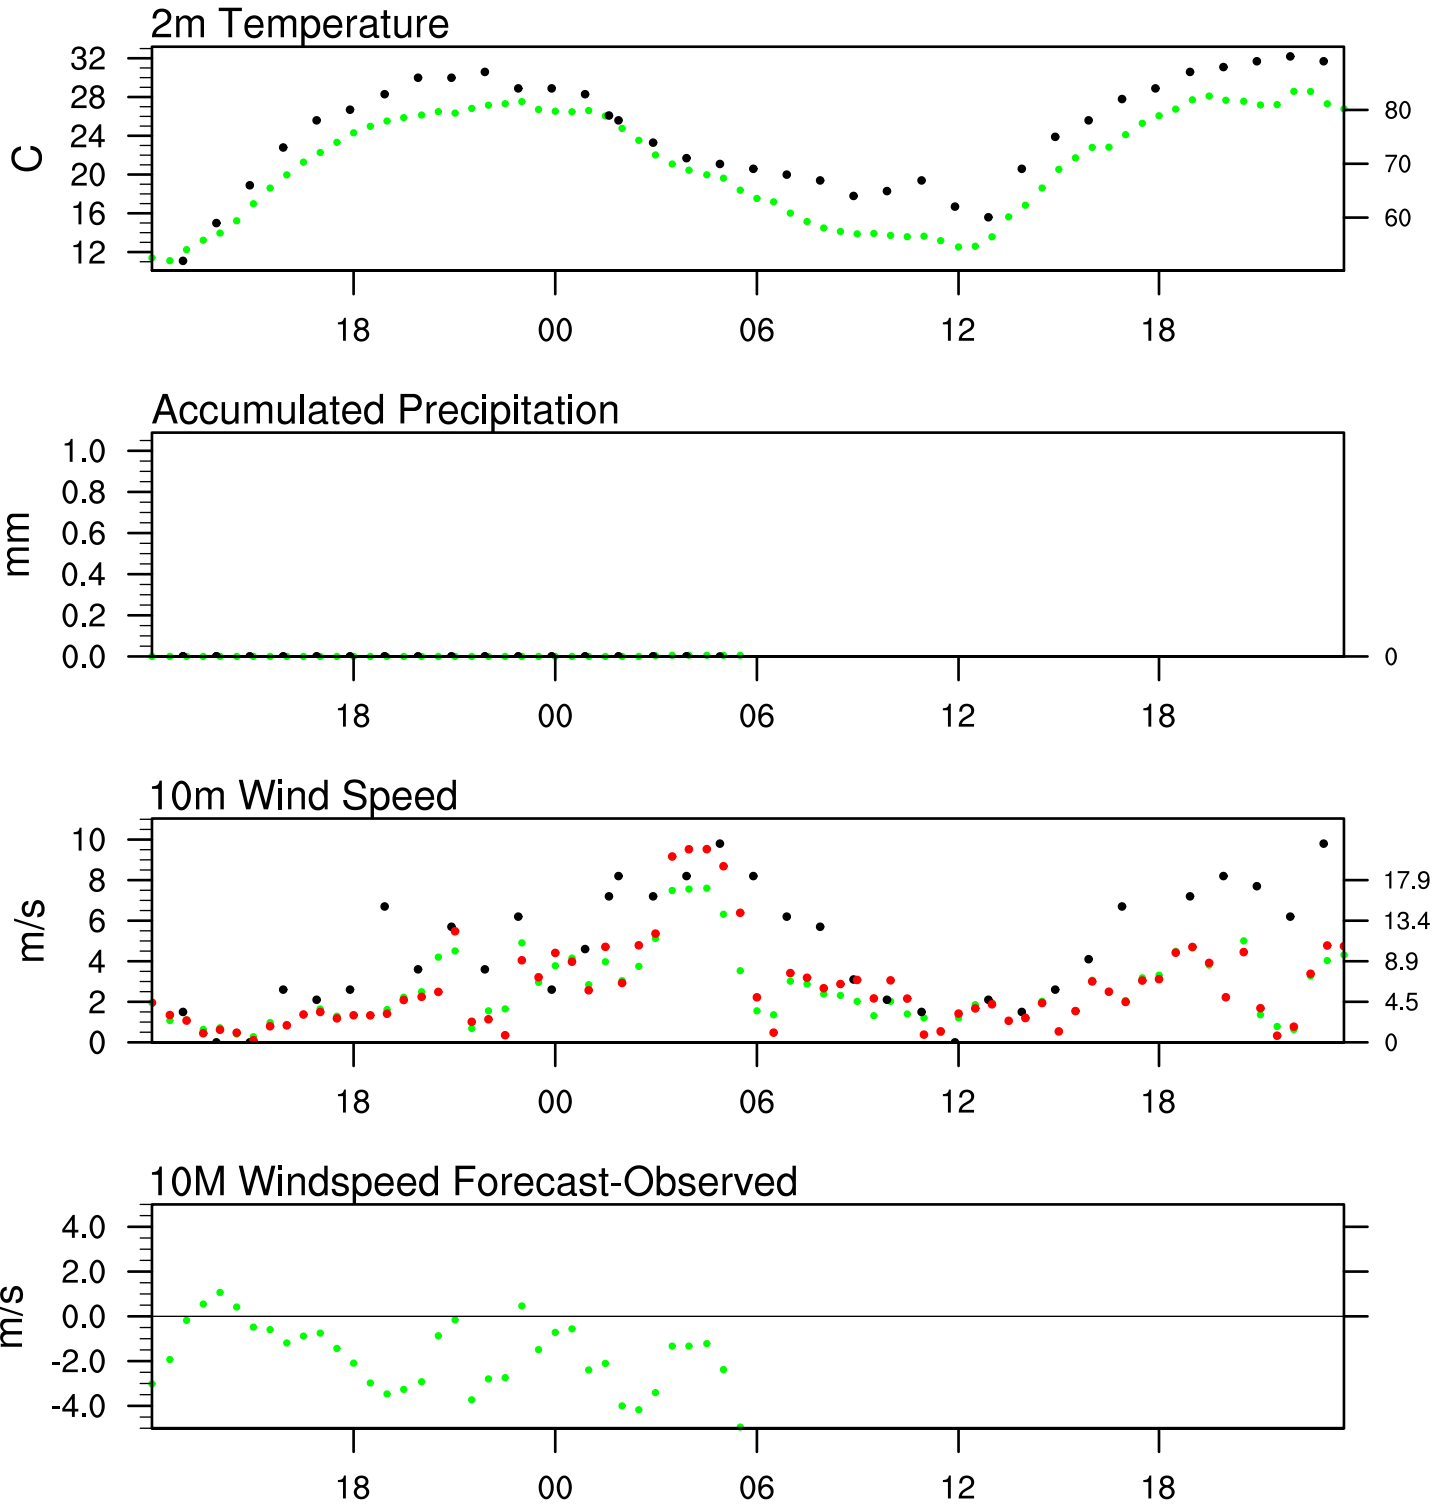 2m Temperature
32
28
24
20
16
12
C
80
70
60
18 00 06 12 18
Accumulated Precipitation
1.0
0.8
0.6
0.4
0.2
0.0
mm
0
18 00 06 12 18
10m Wind Speed
10
8
6
4
2
0
m/s
17.9
13.4
8.9
4.5
0
18 00 06 12 18
10M Windspeed Forecast-Observed
4.0
2.0
0.0
-2.0
-4.0
m/s
18 00 06 12 18